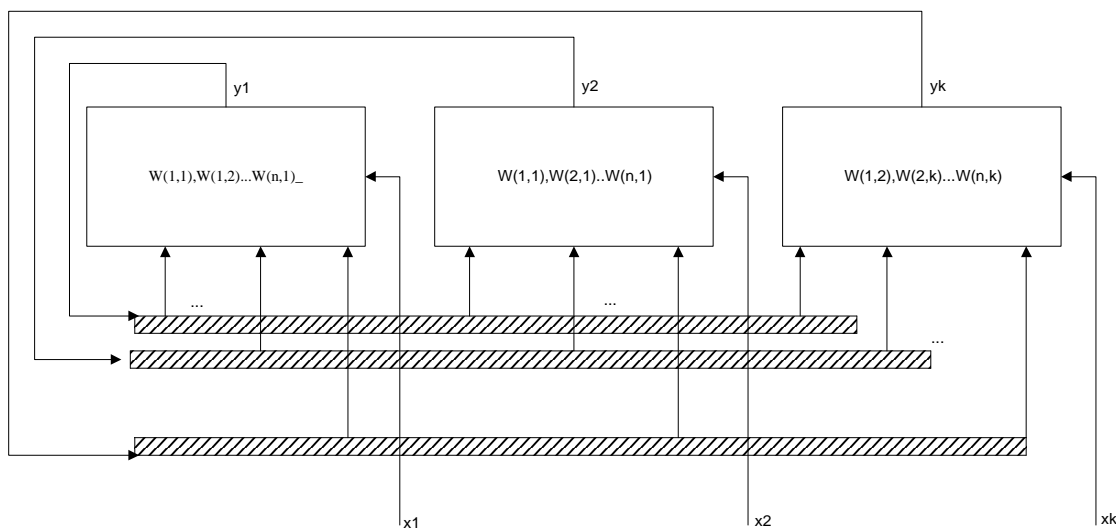 y1
y2
yk
W(1,1),W(1,2)...W(n,1)_
W(1,1),W(2,1)..W(n,1)
W(1,2),W(2,k)...W(n,k)
...
...
...
x1
x2
xk